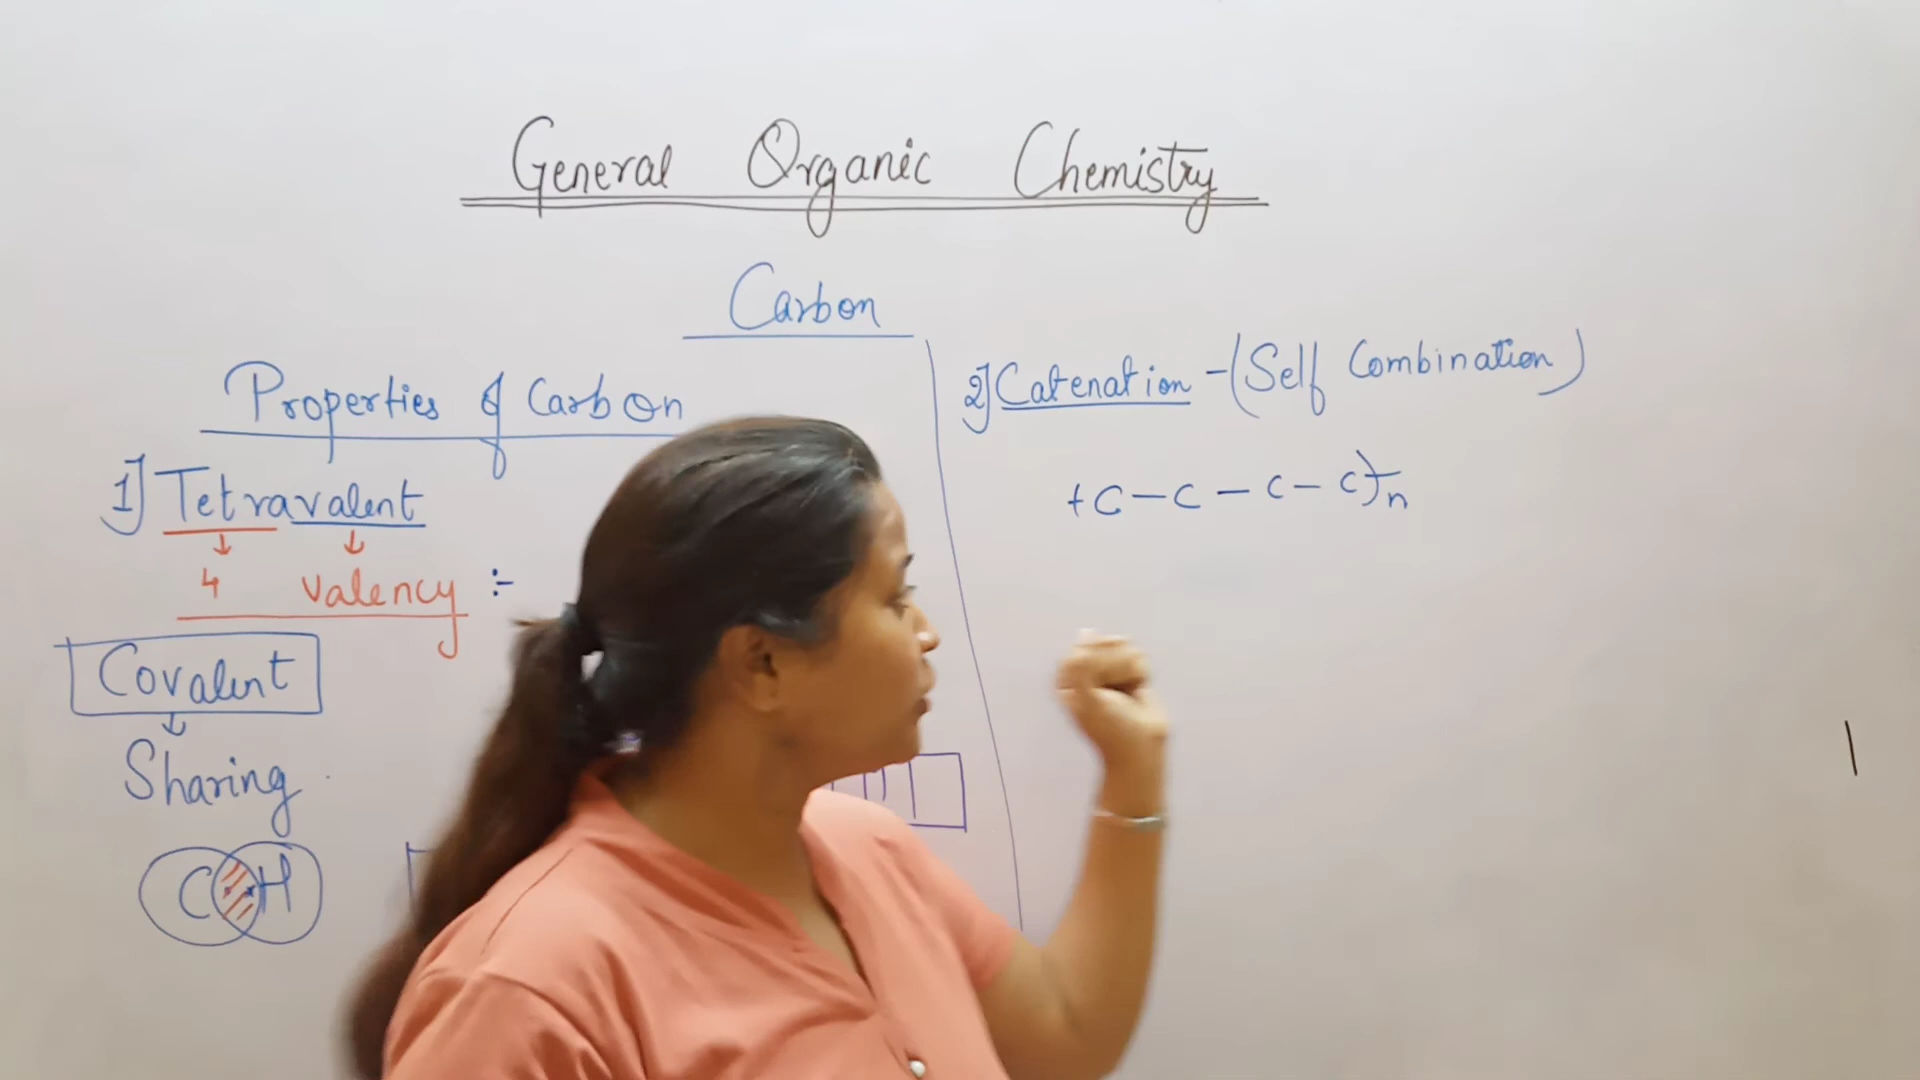 General Organic Chemistry
Carbon
Properties of Carbon
1] Tetravalent
4 valency :-
Covalent
Sharing
C H
2] Catenation - (Self Combination)
+C - C - C - C)n